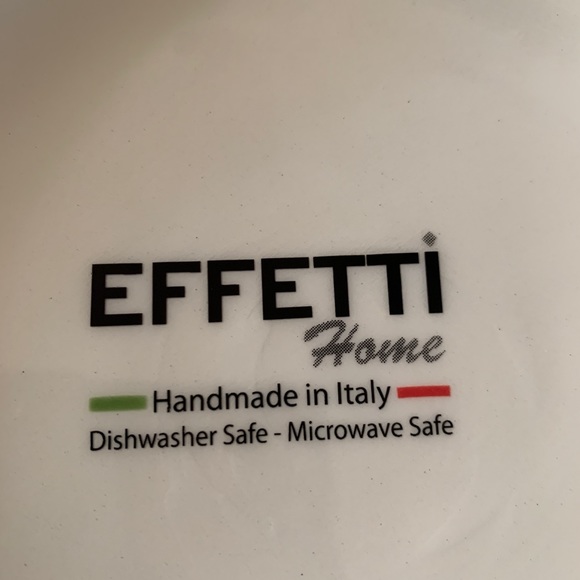 EFFETTi
Home
Handmade in Italy
Dishwasher Safe - Microwave Safe